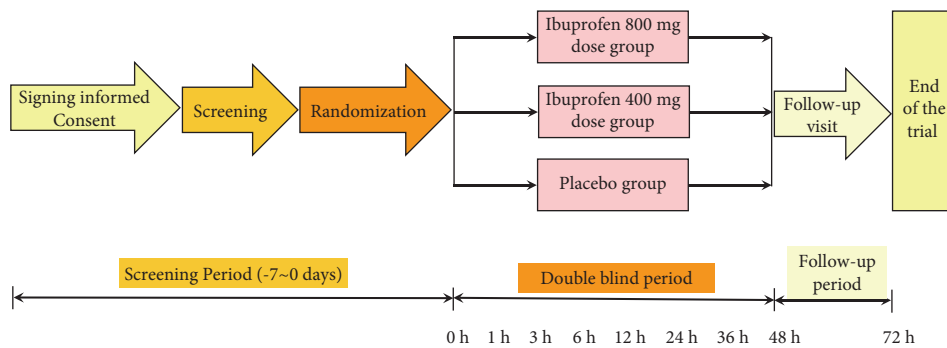 Signing informed
Consent
Screening
Randomization
Ibuprofen 800 mg
dose group
Ibuprofen 400 mg
dose group
Placebo group
Follow-up
visit
End
of the
trial
Screening Period (-7~0 days)
Double blind period
Follow-up
period
0 h 1 h 3 h 6 h 12 h 24 h 36 h 48 h 72 h